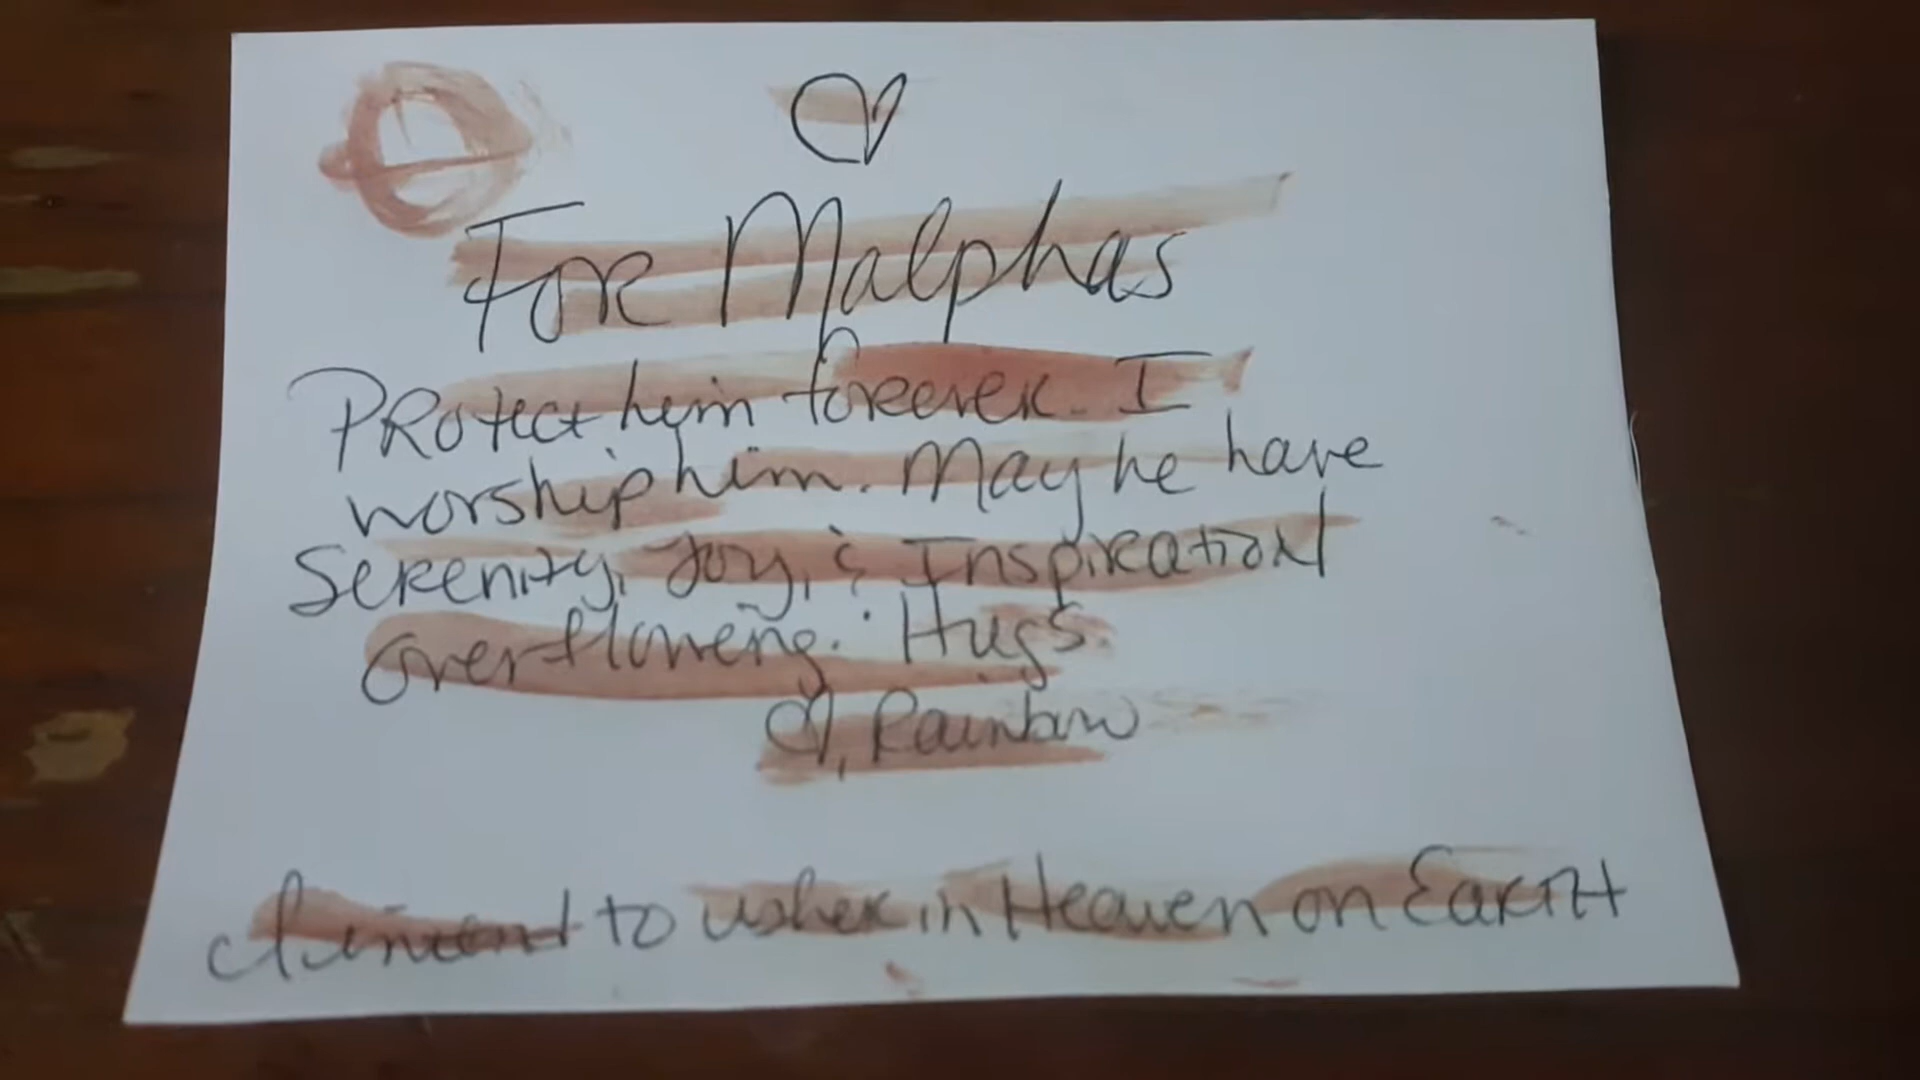 For Malphas
Protect him forever. I
worship him. May he have
Serenity, Joy, & Inspiration
overflowing. Hugs.
♡, Rainbow
to usher in Heaven on Earth